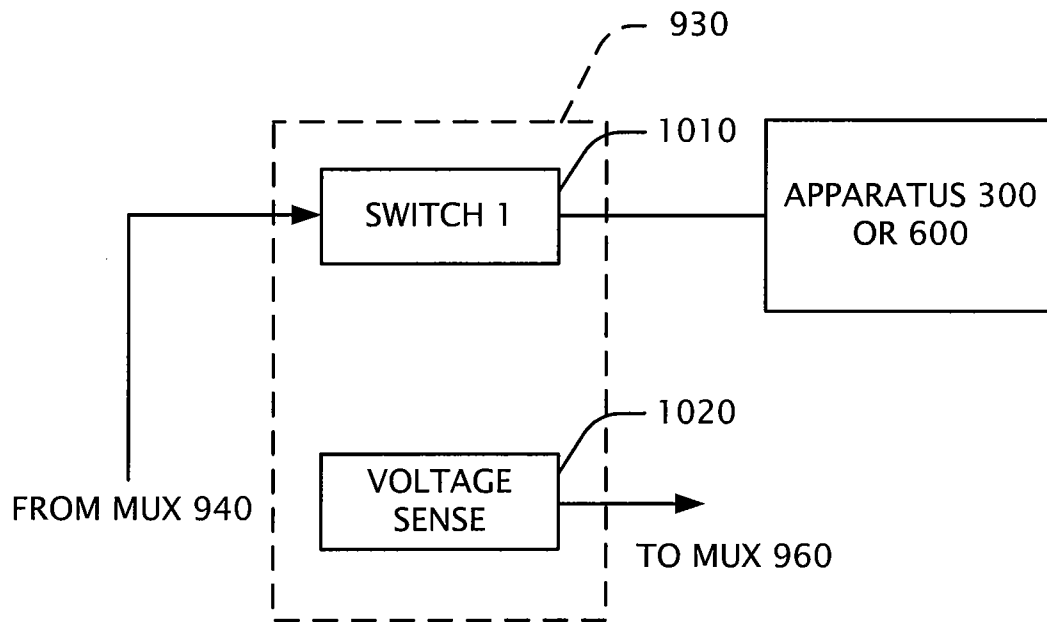 930
1010
SWITCH 1
APPARATUS 300
OR 600
1020
VOLTAGE
SENSE
FROM MUX 940
TO MUX 960